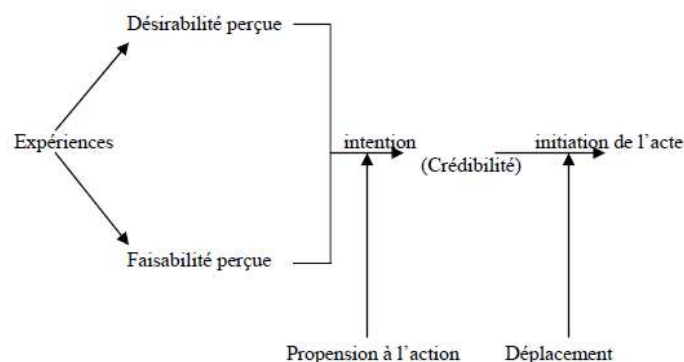 Désirabilité perçue
Expériences
intention
initiation de l'acte
(Crédibilité)
Faisabilité perçue
Propension à l'action
Déplacement